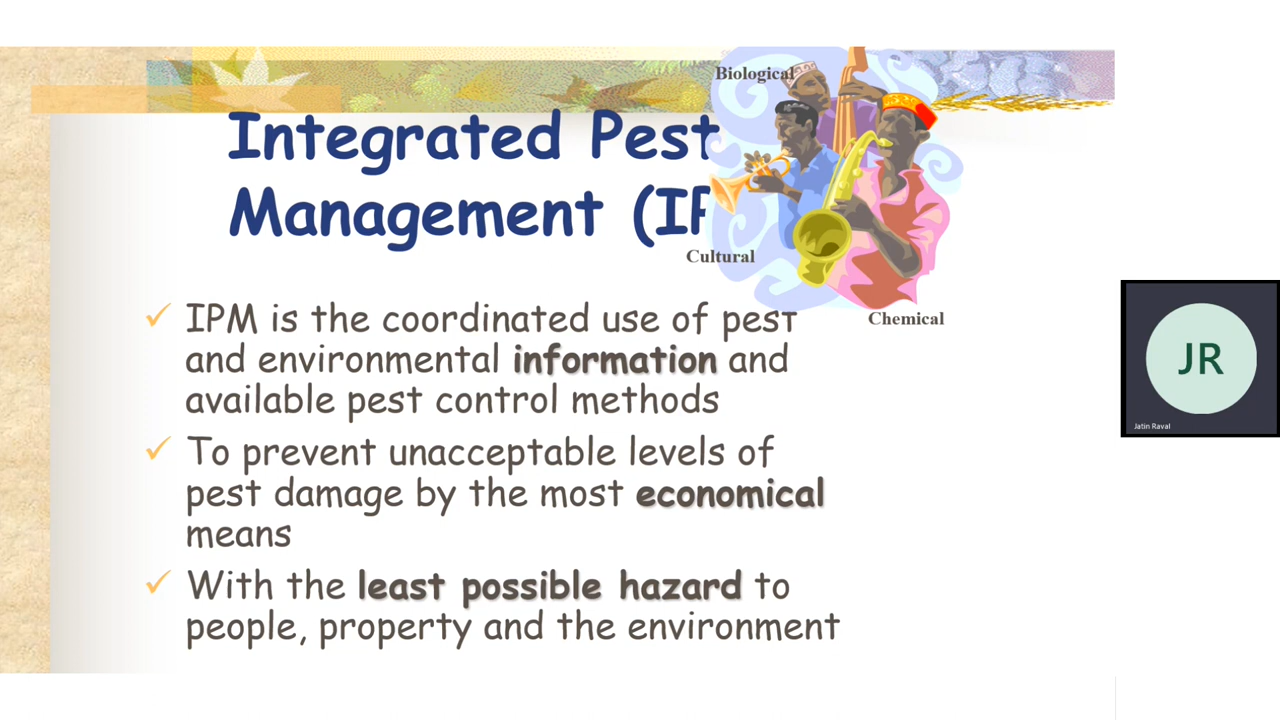 Biological
Integrated Pest
Management (IP
Cultural
Chemical
✓ IPM is the coordinated use of pest
and environmental information and
available pest control methods
✓ To prevent unacceptable levels of
pest damage by the most economical
means
✓ With the least possible hazard to
people, property and the environment
JR
Jatin Raval